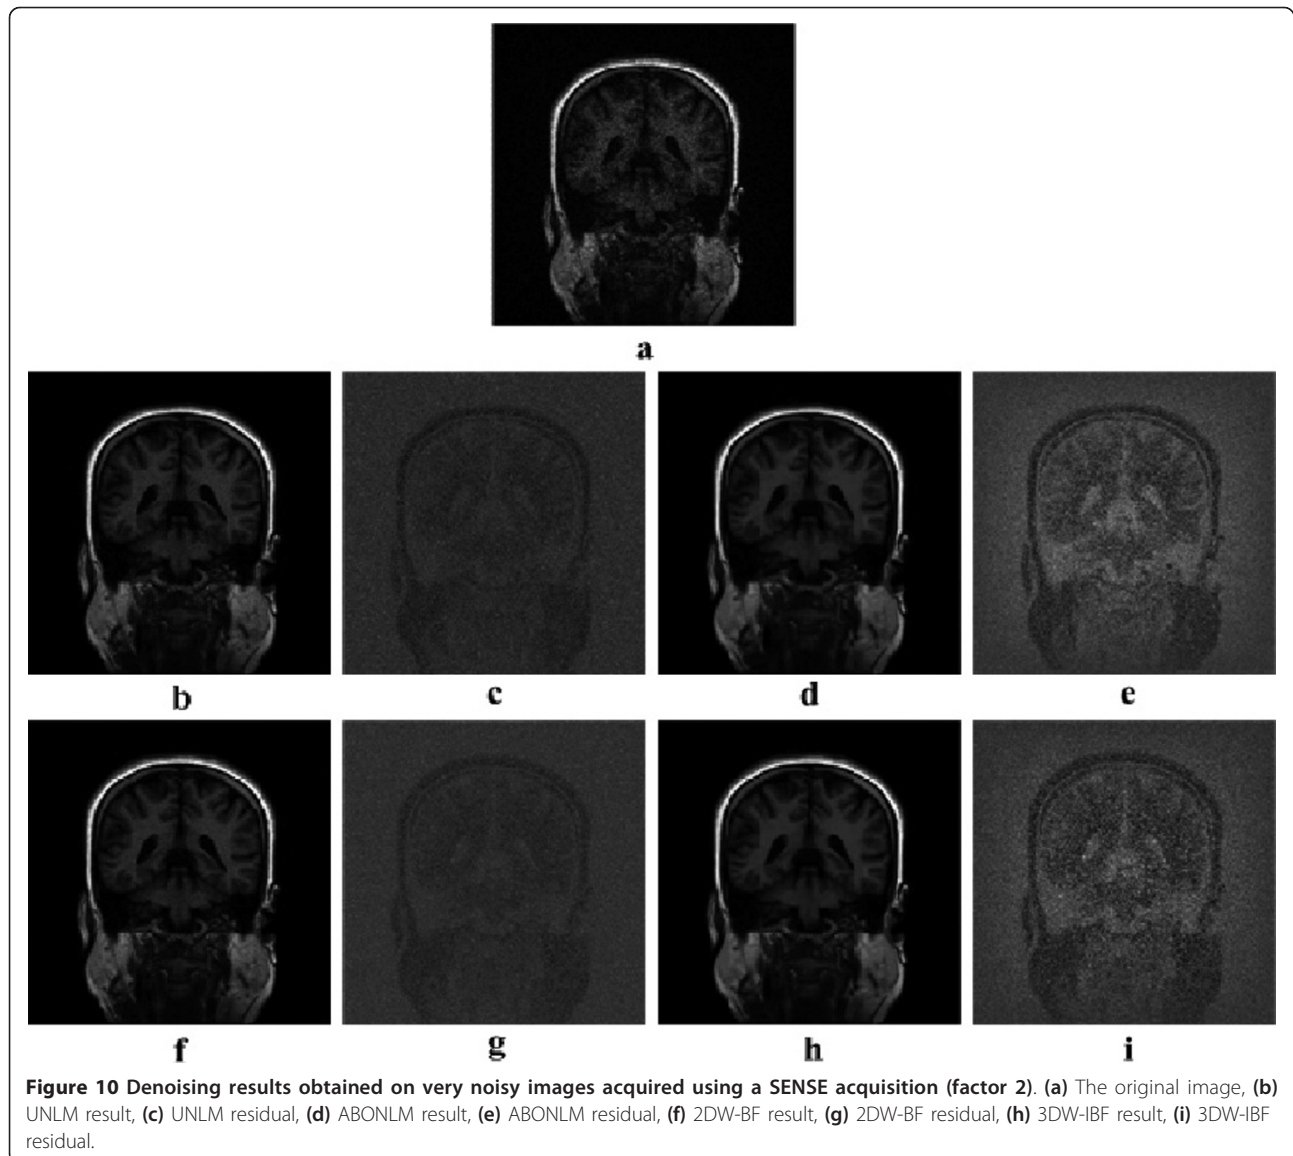 a
b c d e
f g h i
Figure 10 Denoising results obtained on very noisy images acquired using a SENSE acquisition (factor 2). (a) The original image, (b)
UNLM result, (c) UNLM residual, (d) ABONLM result, (e) ABONLM residual, (f) 2DW-BF result, (g) 2DW-BF residual, (h) 3DW-IBF result, (i) 3DW-IBF
residual.